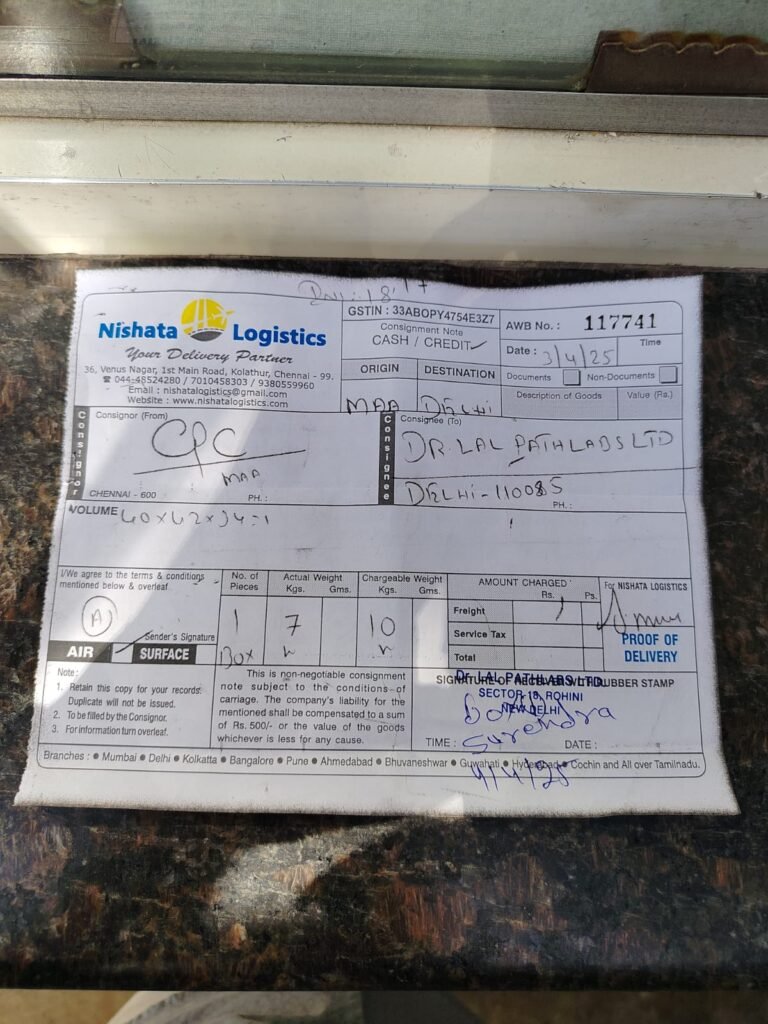 Nishata Logistics
Your Delivery Partner
36, Venus Nagar, 1st Main Road, Kolathur, Chennai - 99.
☎ 044-48524280 / 7010458303 / 9380559960
Email : nishatalogistics@gmail.com
Website : www.nishatalogistics.com
GSTIN : 33ABOPY4754E3Z7
Consignment Note
CASH / CREDIT
AWB No. : 117741
Date : 3/4/25
Time
ORIGIN DESTINATION
MAA DELHI
Documents Non-Documents
Description of Goods Value (Rs.)
Consignor
Consignor (From)
CPC
MAA
CHENNAI - 600 PH. :
Consignee
Consignee (To)
DR. LAL PATHLABS LTD
DELHI-110085
PH. :
VOLUME
I/We agree to the terms & conditions
mentioned below & overleaf.
A
Sender's Signature
AIR SURFACE
No. of Pieces
1
Box
Actual Weight
Kgs. Gms.
7
Chargeable Weight
Kgs. Gms.
10
AMOUNT CHARGED
Rs. Ps.
Freight
Service Tax
Total
For NISHATA LOGISTICS
PROOF OF
DELIVERY
Note :
1. Retain this copy for your records.
Duplicate will not be issued.
2. To be filled by the Consignor.
3. For information turn overleaf.
This is non-negotiable consignment
note subject to the conditions of
carriage. The company's liability for the
mentioned shall be compensated to a sum
of Rs. 500/- or the value of the goods
whichever is less for any cause.
SIGNATURE OF RECEIVER WITH RUBBER STAMP
Dr. LAL PATHLABS LTD.
SECTOR-18, ROHINI
NEW DELHI
Surendra
TIME : DATE :
9/4/25
Branches : • Mumbai • Delhi • Kolkatta • Bangalore • Pune • Ahmedabad • Bhuvaneshwar • Guwahati • Hyderabad • Cochin and All over Tamilnadu.